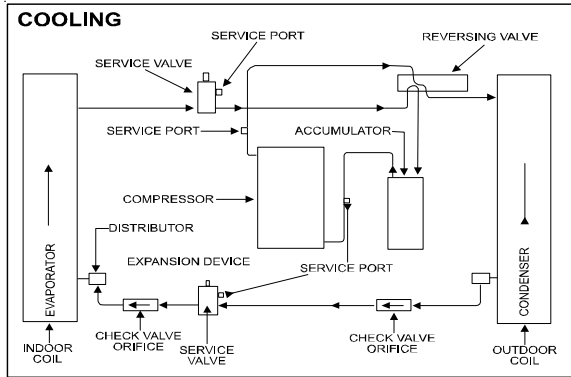 COOLING
SERVICE PORT
REVERSING VALVE
SERVICE VALVE
SERVICE PORT
ACCUMULATOR
COMPRESSOR
DISTRIBUTOR
EVAPORATOR
CONDENSER
EXPANSION DEVICE
SERVICE PORT
INDOOR
COIL
CHECK VALVE
ORIFICE
SERVICE
VALVE
CHECK VALVE
ORIFICE
OUTDOOR
COIL